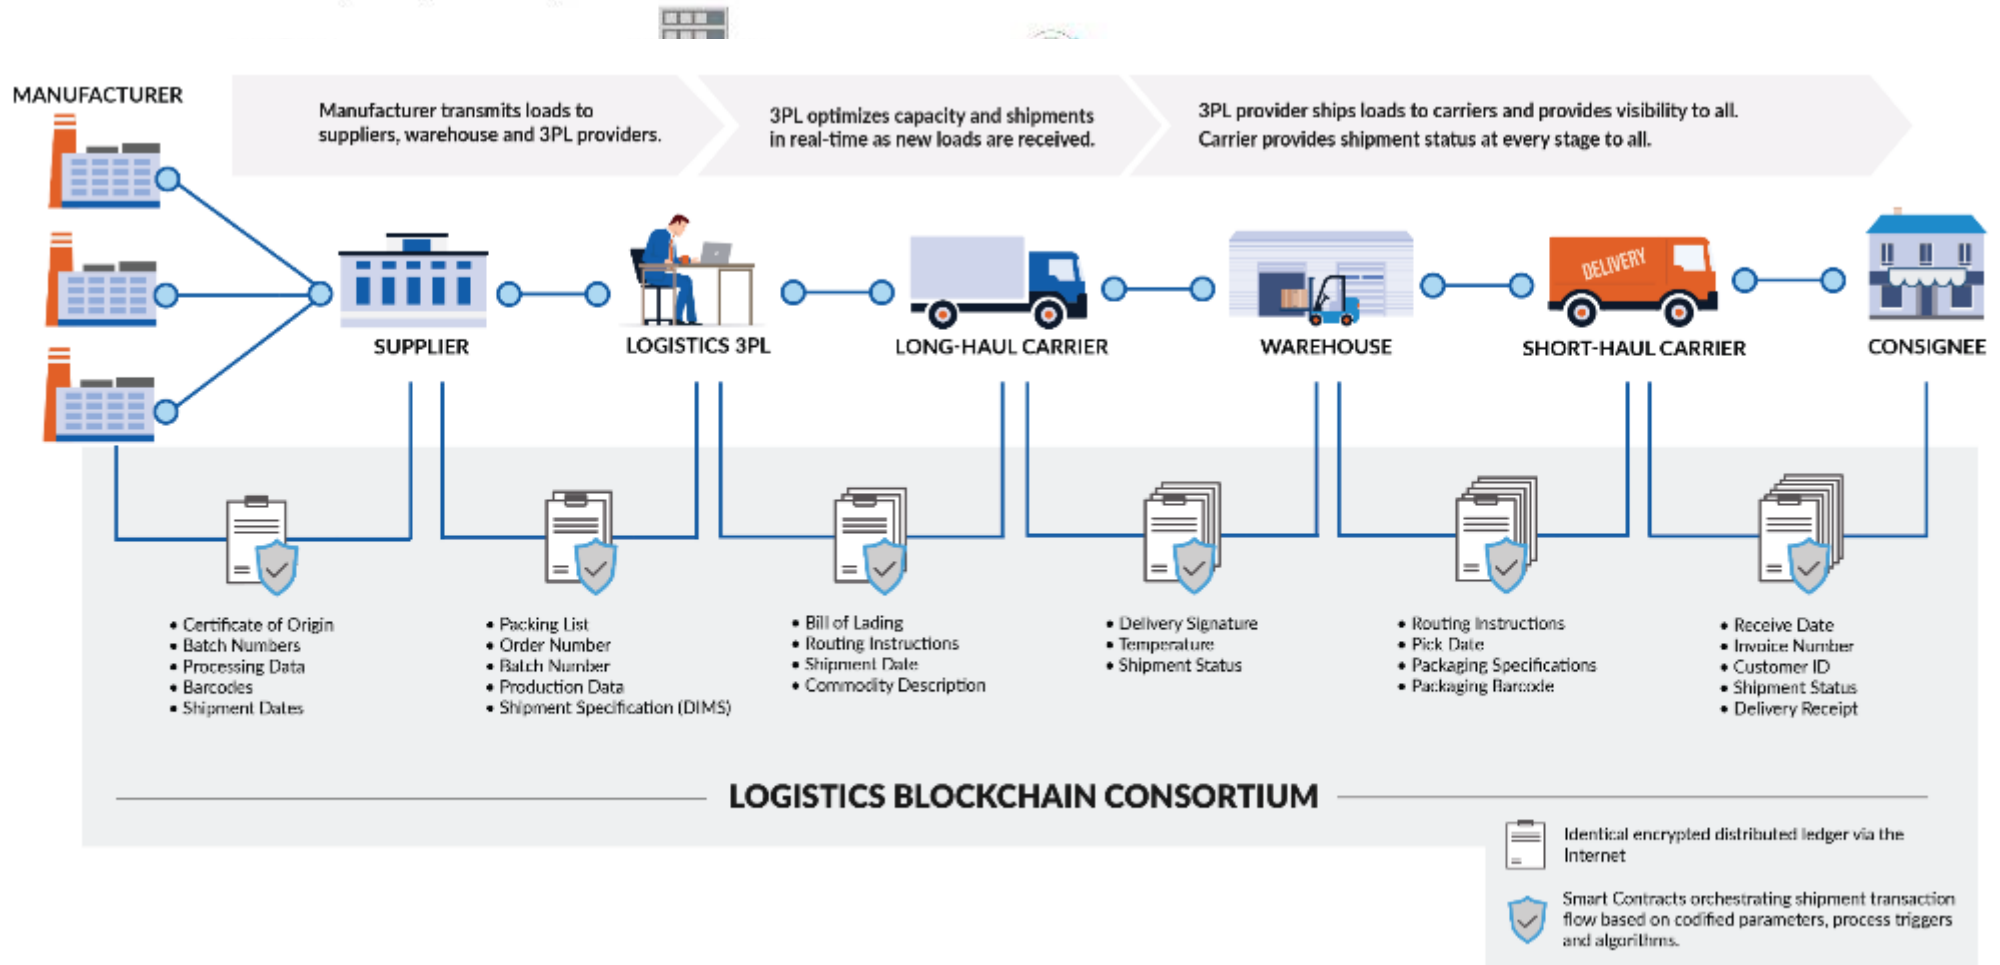 MANUFACTURER
Manufacturer transmits loads to
suppliers, warehouse and 3PL providers.
3PL optimizes capacity and shipments
in real-time as new loads are received.
3PL provider ships loads to carriers and provides visibility to all.
Carrier provides shipment status at every stage to all.
DELIVERY
SUPPLIER
LOGISTICS 3PL
LONG-HAUL CARRIER
WAREHOUSE
SHORT-HAUL CARRIER
CONSIGNEE
• Certificate of Origin
• Batch Numbers
• Processing Data
• Barcodes
• Shipment Dates
• Packing List
• Order Number
• Batch Number
• Production Data
• Shipment Specification (DIMS)
• Bill of Lading
• Routing Instructions
• Shipment Date
• Commodity Description
• Delivery Signature
• Temperature
• Shipment Status
• Routing Instructions
• Pick Date
• Packaging Specifications
• Packaging Barcode
• Receive Date
• Invoice Number
• Customer ID
• Shipment Status
• Delivery Receipt
LOGISTICS BLOCKCHAIN CONSORTIUM
Identical encrypted distributed ledger via the
Internet
Smart Contracts orchestrating shipment transaction
flow based on codified parameters, process triggers
and algorithms.